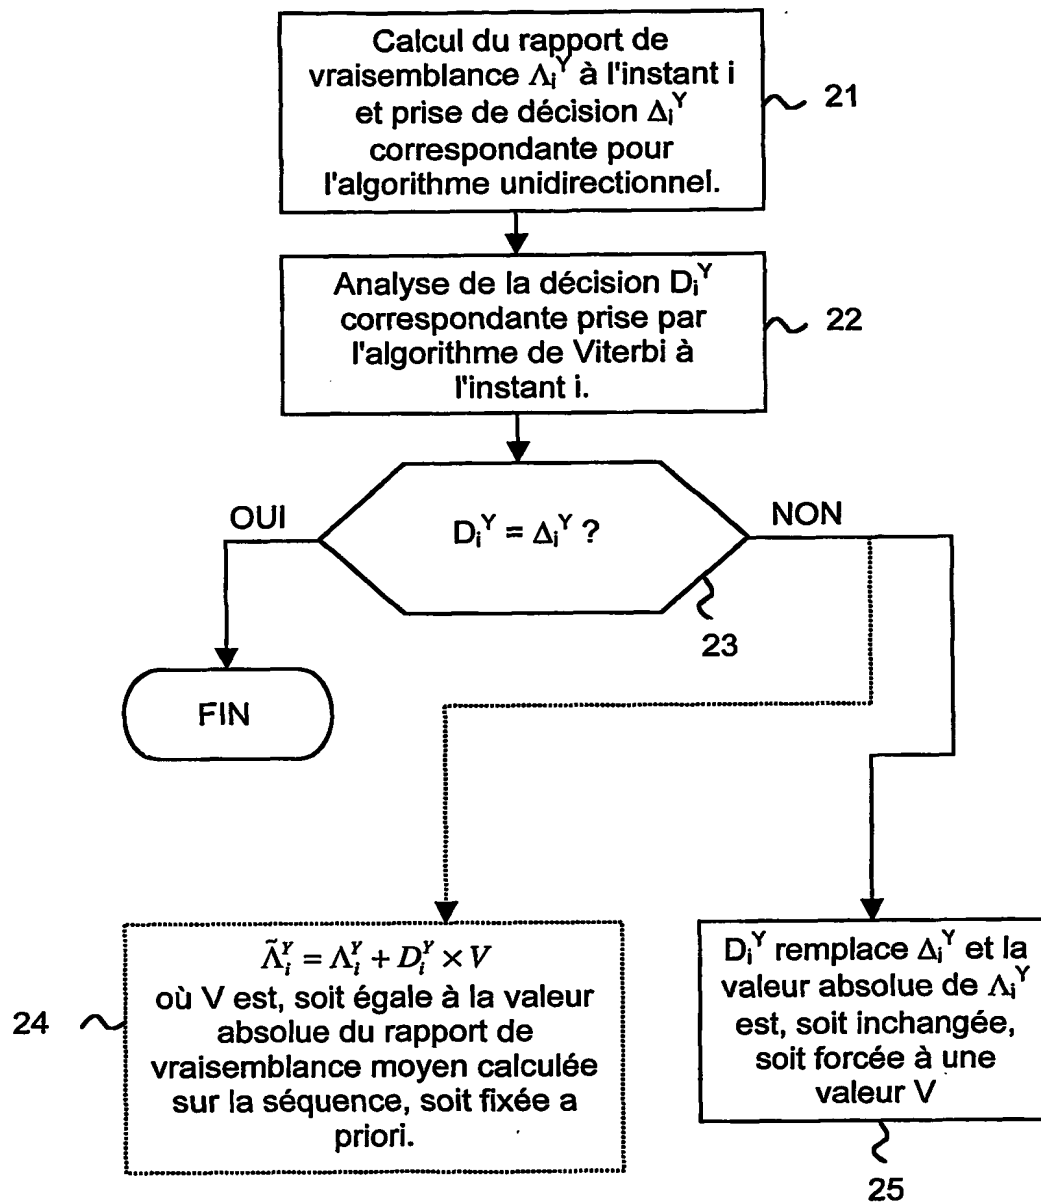 Calcul du rapport de
vraisemblance Λᵢʸ à l'instant i
et prise de décision Δᵢʸ
correspondante pour
l'algorithme unidirectionnel.
21
Analyse de la décision Dᵢʸ
correspondante prise par
l'algorithme de Viterbi à
l'instant i.
22
OUI
Dᵢʸ = Δᵢʸ ?
NON
23
FIN
Λ̃ᵢʸ = Λᵢʸ + Dᵢʸ × V
où V est, soit égale à la valeur
absolue du rapport de
vraisemblance moyen calculée
sur la séquence, soit fixée a
priori.
24
Dᵢʸ remplace Δᵢʸ et la
valeur absolue de Λᵢʸ
est, soit inchangée,
soit forcée à une
valeur V
25